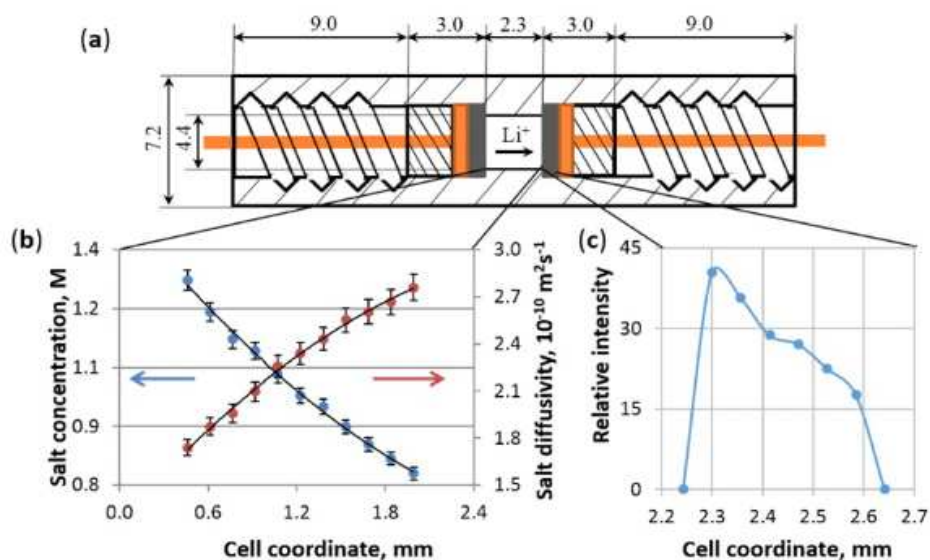 (a)
9.0 3.0 2.3 3.0 9.0
7.2
4.4
Li⁺
(b)
Salt concentration, M
1.4
1.2
1.1
0.9
0.8
0.0 0.6 1.2 1.8 2.4
Cell coordinate, mm
3.0
2.7
2.4
2.1
1.8
1.5
Salt diffusivity, 10⁻¹⁰ m²s⁻¹
(c)
Relative intensity
45
30
15
0
2.2 2.3 2.4 2.5 2.6 2.7
Cell coordinate, mm